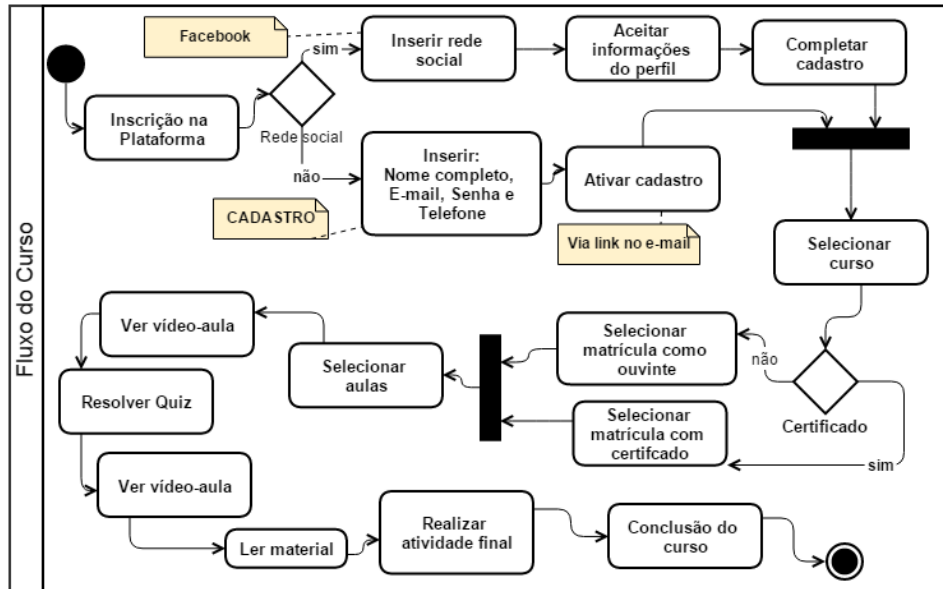 Fluxo do Curso
Facebook
sim
Inserir rede
social
Aceitar
informações
do perfil
Completar
cadastro
Inscrição na
Plataforma
Rede social
não
Inserir:
Nome completo,
E-mail, Senha e
Telefone
Ativar cadastro
CADASTRO
Via link no e-mail
Selecionar
curso
Ver vídeo-aula
Selecionar
aulas
Selecionar
matrícula como
ouvinte
não
Certificado
Resolver Quiz
Selecionar
matrícula com
certifcado
sim
Ver vídeo-aula
Ler material
Realizar
atividade final
Conclusão do
curso